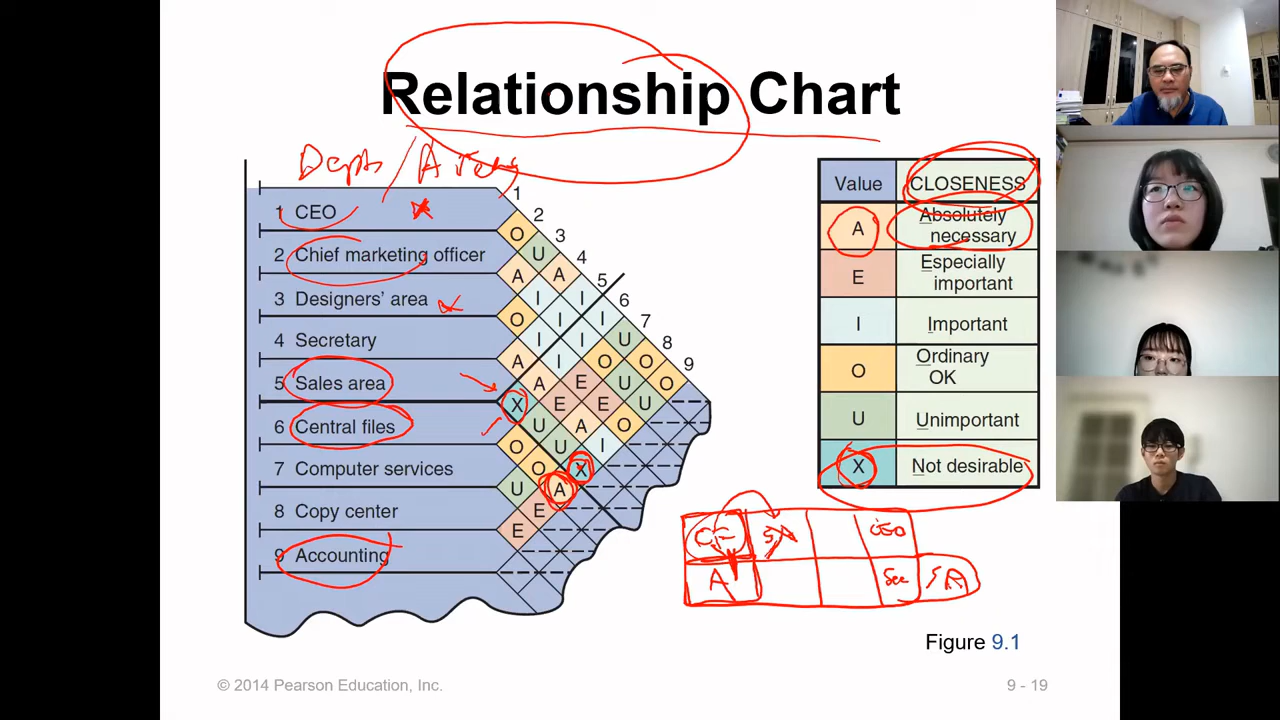 Relationship Chart
Depts / Areas
1 CEO
2 Chief marketing officer
3 Designers' area
4 Secretary
5 Sales area
6 Central files
7 Computer services
8 Copy center
9 Accounting
1
2
3
4
5
6
7
8
9
O
U
A A
I I
O I I I
I I U
A I O O
A E U O
X E E U
U A O
O U I
O X
U A
E
E
Value CLOSENESS
A Absolutely
necessary
E Especially
important
I Important
O Ordinary
OK
U Unimportant
X Not desirable
CF SA CEO
A Sec SA
Figure 9.1
© 2014 Pearson Education, Inc.
9 - 19